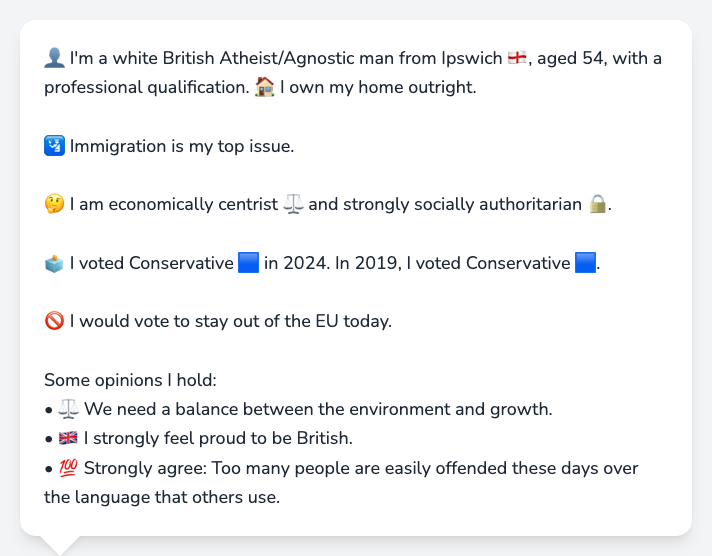 👤 I'm a white British Atheist/Agnostic man from Ipswich 🏴󠁧󠁢󠁥󠁮󠁧󠁿, aged 54, with a
professional qualification. 🏠 I own my home outright.
🛂 Immigration is my top issue.
🤔 I am economically centrist ⚖️ and strongly socially authoritarian 🔒.
🗳️ I voted Conservative 🟦 in 2024. In 2019, I voted Conservative 🟦.
🚫 I would vote to stay out of the EU today.
Some opinions I hold:
• ⚖️ We need a balance between the environment and growth.
• 🇬🇧 I strongly feel proud to be British.
• 💯 Strongly agree: Too many people are easily offended these days over
the language that others use.